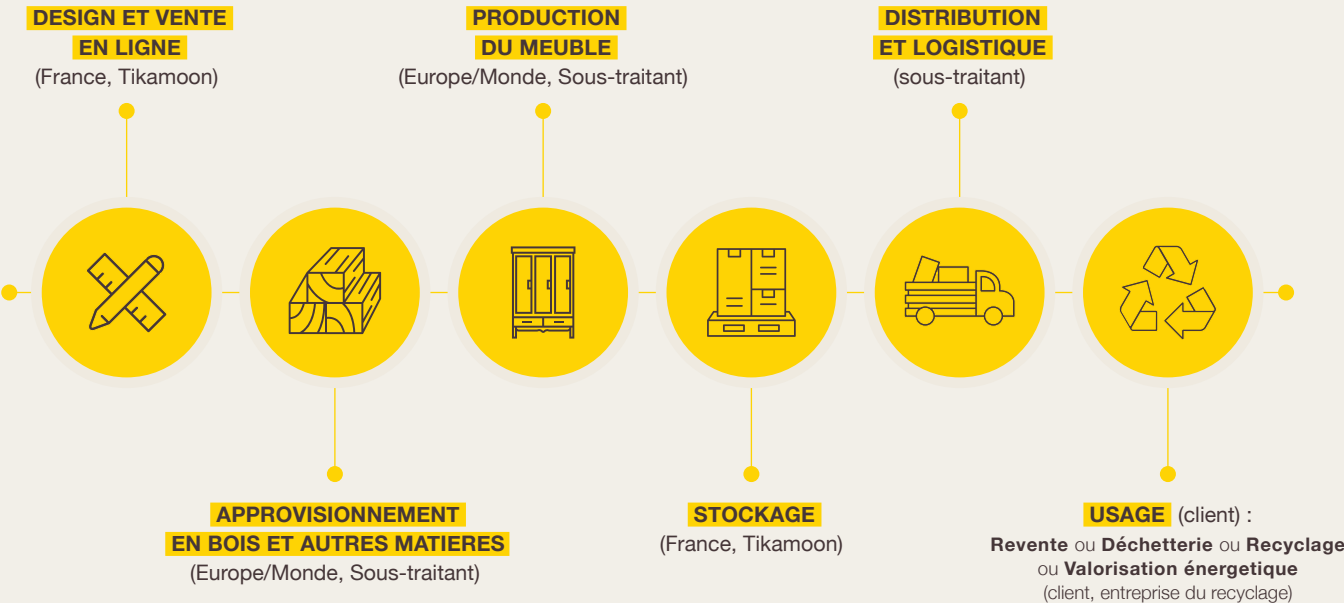 DESIGN ET VENTE
EN LIGNE
(France, Tikamoon)
PRODUCTION
DU MEUBLE
(Europe/Monde, Sous-traitant)
DISTRIBUTION
ET LOGISTIQUE
(sous-traitant)
APPROVISIONNEMENT
EN BOIS ET AUTRES MATIERES
(Europe/Monde, Sous-traitant)
STOCKAGE
(France, Tikamoon)
USAGE (client) :
Revente ou Déchetterie ou Recyclage
ou Valorisation énergetique
(client, entreprise du recyclage)